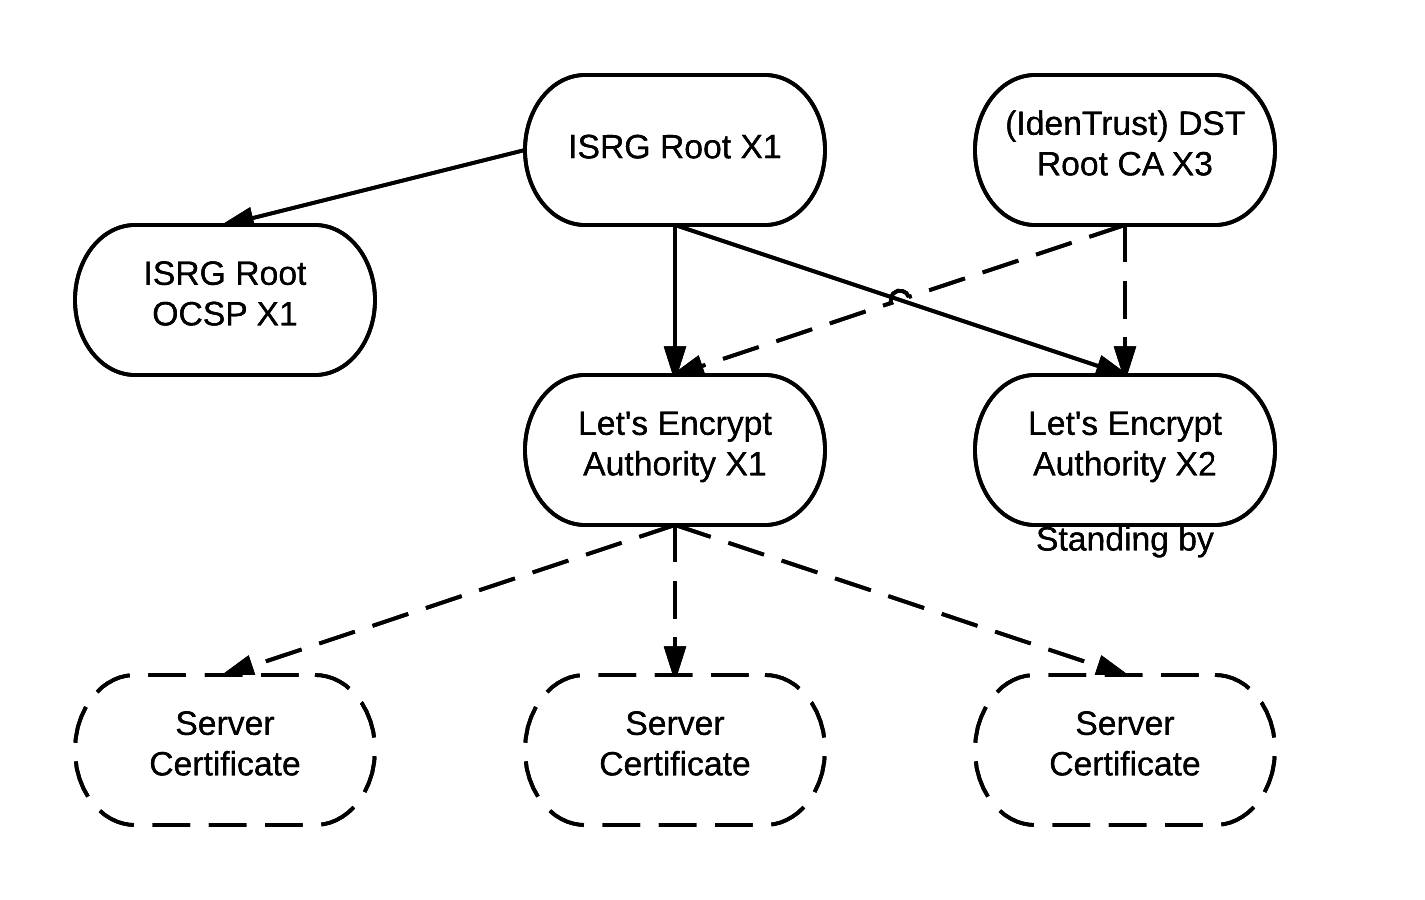 ISRG Root X1
(IdenTrust) DST
Root CA X3
ISRG Root
OCSP X1
Let's Encrypt
Authority X1
Let's Encrypt
Authority X2
Standing by
Server
Certificate
Server
Certificate
Server
Certificate